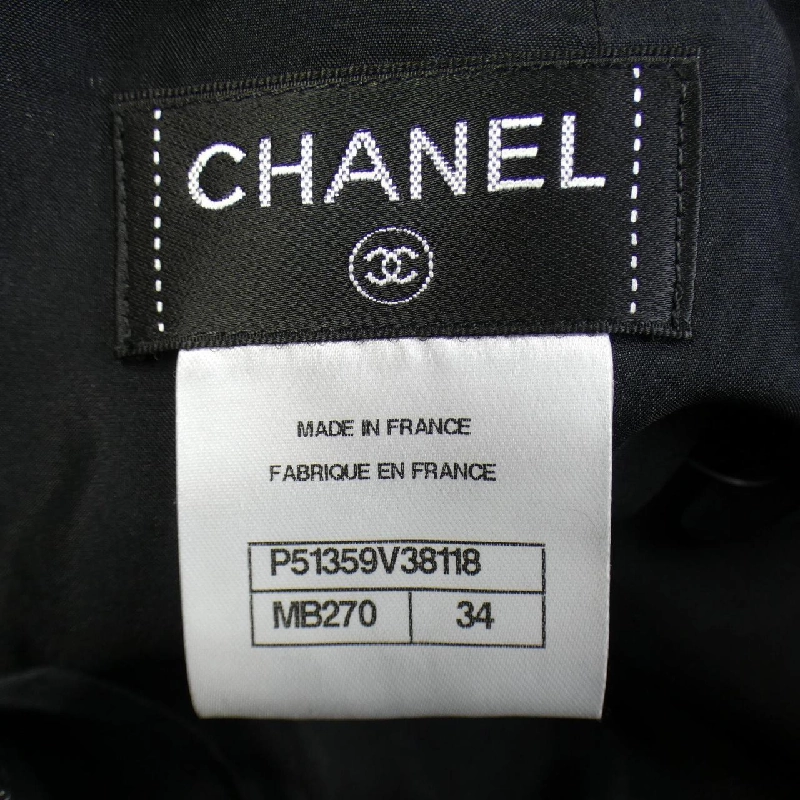 CHANEL
MADE IN FRANCE
FABRIQUE EN FRANCE
P51359V38118
MB270 34